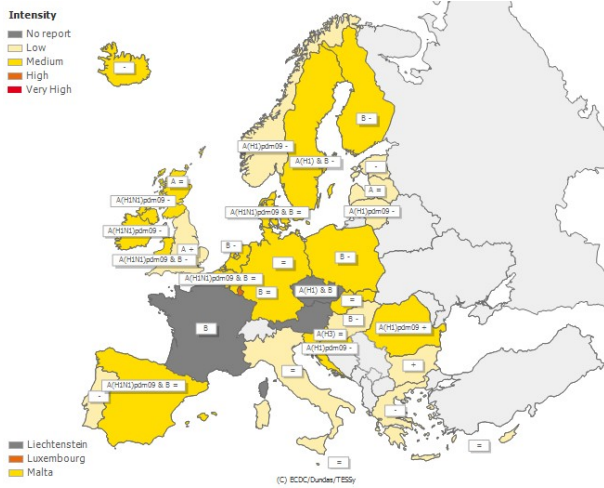 Intensity
No report
Low
Medium
High
Very High
-
B -
A(H1)pdm09 -
A(H1) & B -
-
A =
A =
A(H1N1)pdm09 -
A(H1N1)pdm09 & B =
A(H1)pdm09 -
A(H1N1)pdm09 -
A +
B -
A(H1N1)pdm09 & B -
=
B -
A(H1N1)pdm09 & B =
B =
A(H1) & B
=
B
B -
A(H1)pdm09 +
A(H3) =
A(H1)pdm09 -
+
=
A(H1N1)pdm09 & B =
-
-
=
=
Liechtenstein
Luxembourg
Malta
(C) ECDC/Dundas/TESSy